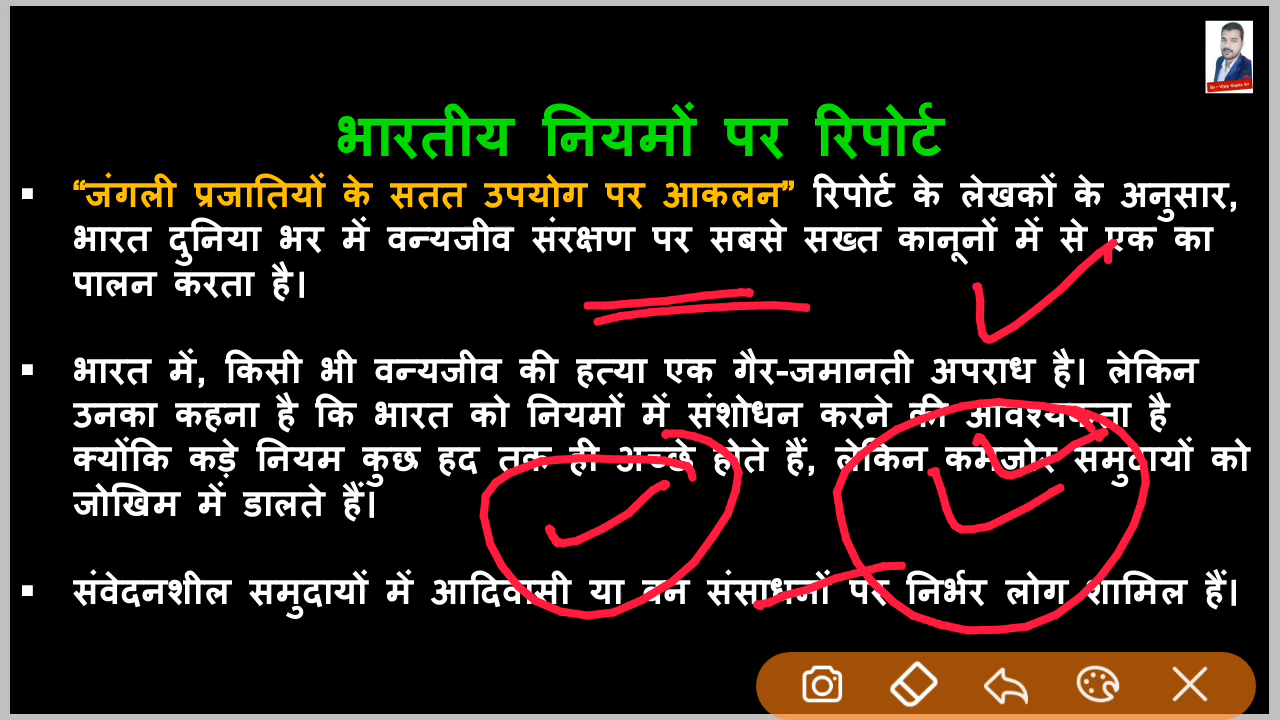 भारतीय नियमों पर रिपोर्ट
“जंगली प्रजातियों के सतत उपयोग पर आकलन” रिपोर्ट के लेखकों के अनुसार,
भारत दुनिया भर में वन्यजीव संरक्षण पर सबसे सख्त कानूनों में से एक का
पालन करता है।
भारत में, किसी भी वन्यजीव की हत्या एक गैर-जमानती अपराध है। लेकिन
उनका कहना है कि भारत को नियमों में संशोधन करने की आवश्यकता है
क्योंकि कड़े नियम कुछ हद तक ही अच्छे होते हैं, लेकिन कमजोर समुदायों को
जोखिम में डालते हैं।
संवेदनशील समुदायों में आदिवासी या वन संसाधनों पर निर्भर लोग शामिल हैं।